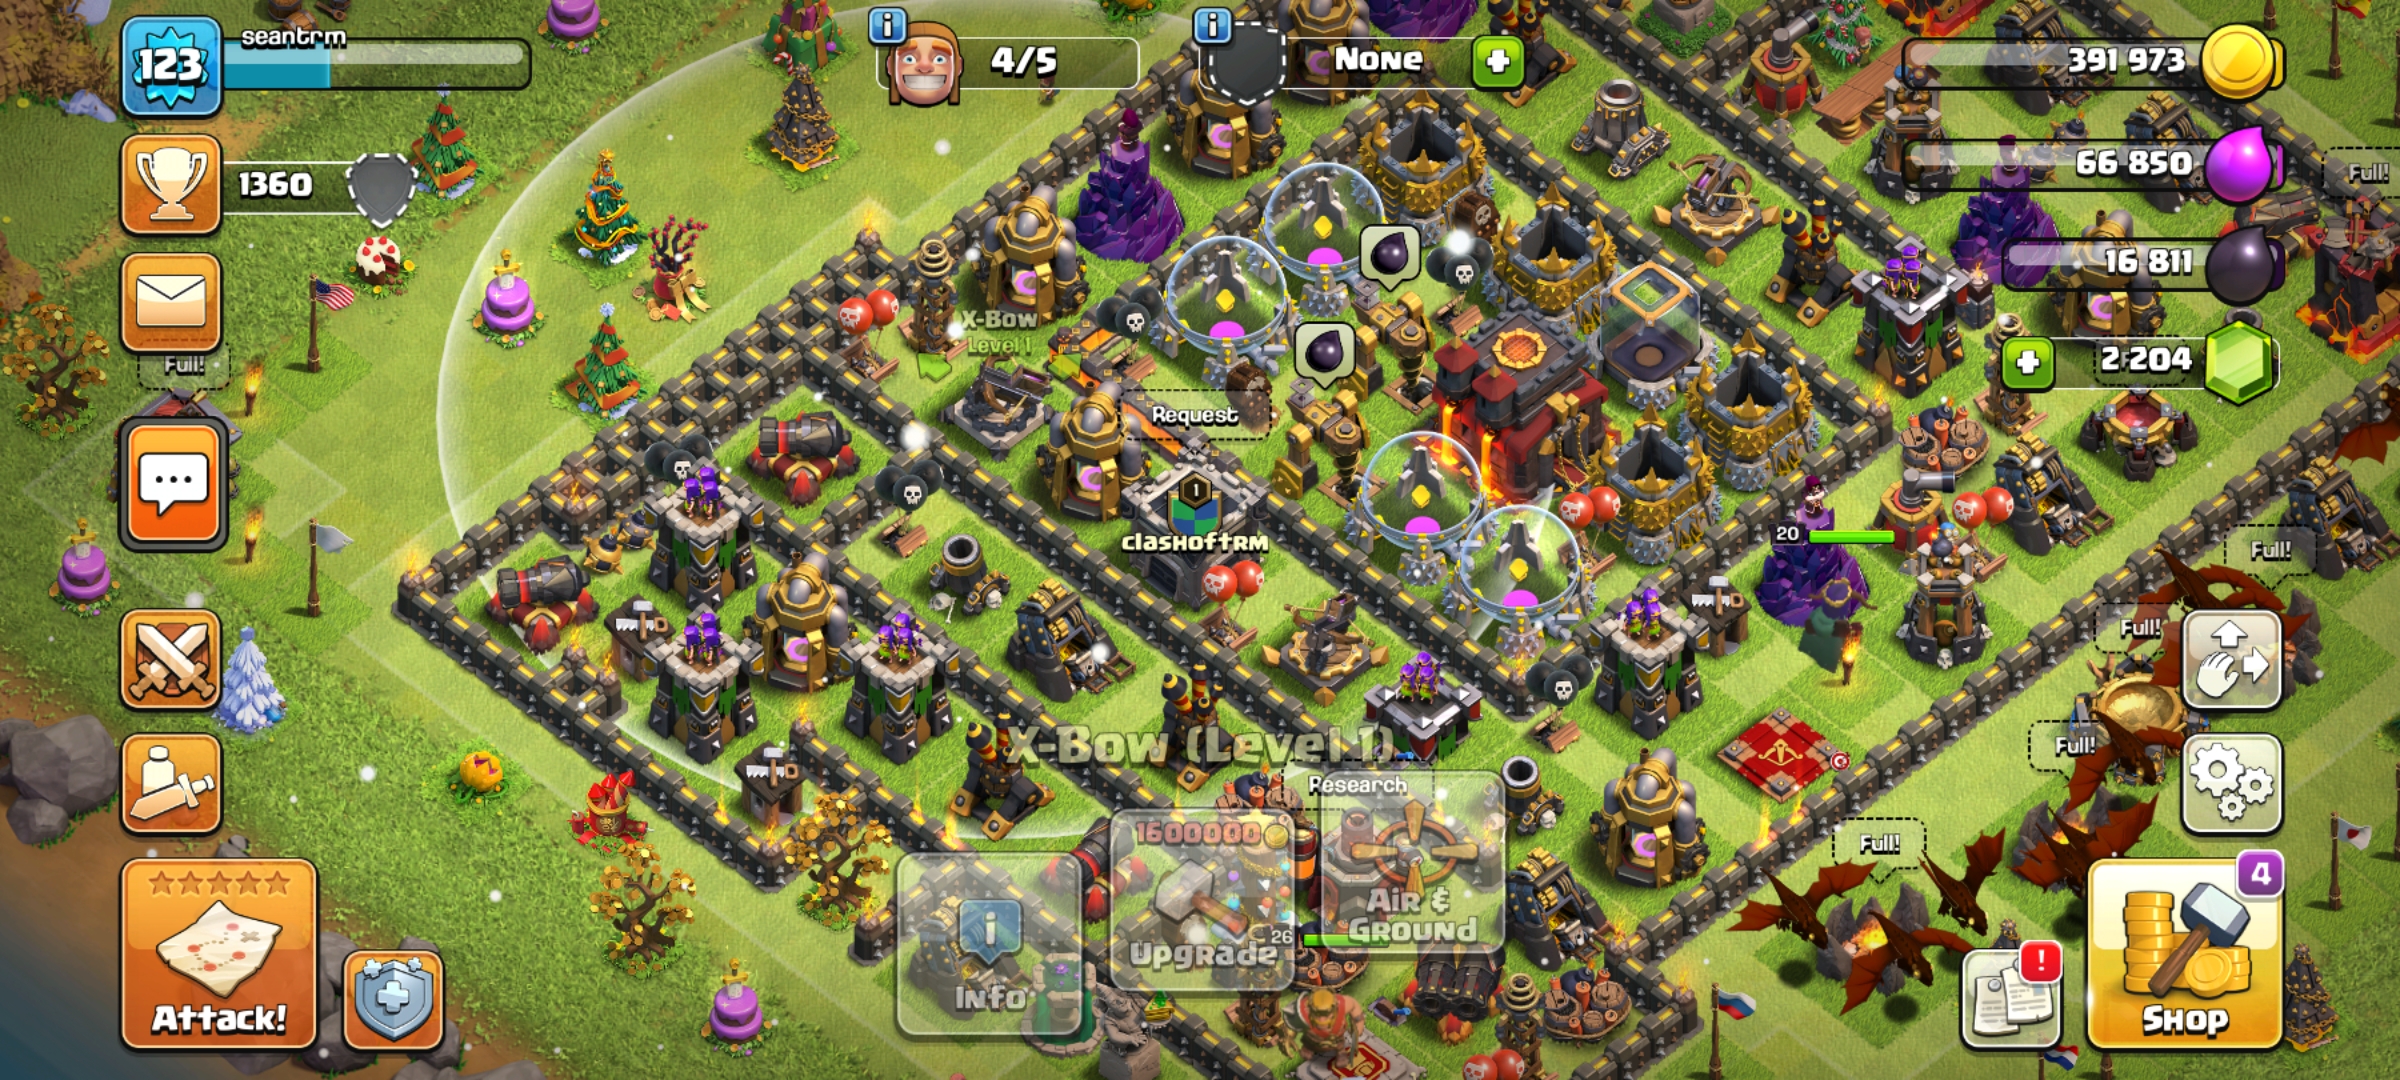 123
seantrm
4/5
None
391 973
1360
66 850
Full!
16 811
X-Bow
Level 1
2 204
Full!
Request
1
clashoftRM
20
Full!
Full!
Full!
X-Bow (Level 1)
Research
1600000
Full!
4
Air &
Ground
Upgrade
26
Info
!
Attack!
Shop